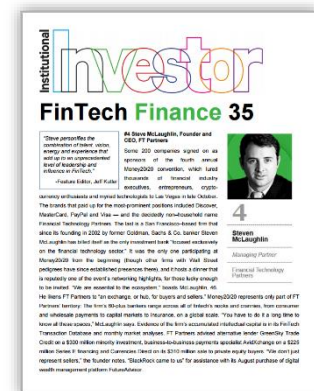 Institutional
Investor
FinTech Finance 35
"Steve personifies the
combination of talent, vision,
energy and experience that
add up to an unprecedented
level of leadership and
influence in FinTech."
-Feature Editor, Jeff Kutler
#4 Steve McLaughlin, Founder and
CEO, FT Partners
Some 200 companies signed on as
sponsors of the fourth annual
Money20/20 convention, which lured
thousands of financial industry
executives, entrepreneurs, crypto-
currency enthusiasts and myriad technologists to Las Vegas in late October.
The brands that paid up for the most-prominent positions included Discover,
MasterCard, PayPal and Visa — and the decidedly non-household name
Financial Technology Partners. The last is a San Francisco-based firm that
since its founding in 2002 by former Goldman, Sachs & Co. banker Steven
McLaughlin has billed itself as the only investment bank "focused exclusively
on the financial technology sector." It was the only one participating at
Money20/20 from the beginning (though other firms with Wall Street
pedigrees have since established presences there), and it hosts a dinner that
is reputedly one of the event's networking highlights, for those lucky enough
to be invited. "We are essential to the ecosystem," boasts McLaughlin, 46.
He likens FT Partners to "an exchange, or hub, for buyers and sellers." Money20/20 represents only part of FT
Partners' territory. The firm's 80-plus bankers range across all of fintech's nooks and crannies, from consumer
and wholesale payments to capital markets to insurance, on a global scale. "You have to do it a long time to
know all these spaces," McLaughlin says. Evidence of the firm's accumulated intellectual capital is in its FinTech
Transaction Database and monthly market analyses. FT Partners advised alternative lender GreenSky Trade
Credit on a $300 million minority investment, business-to-business payments specialist AvidXchange on a $225
million Series F financing and Currencies Direct on its $310 million sale to private equity buyers. "We don't just
represent sellers," the founder notes. "BlackRock came to us" for assistance with its August purchase of digital
wealth management platform FutureAdvisor.
4
Steven
McLaughlin
Managing Partner
Financial Technology
Partners